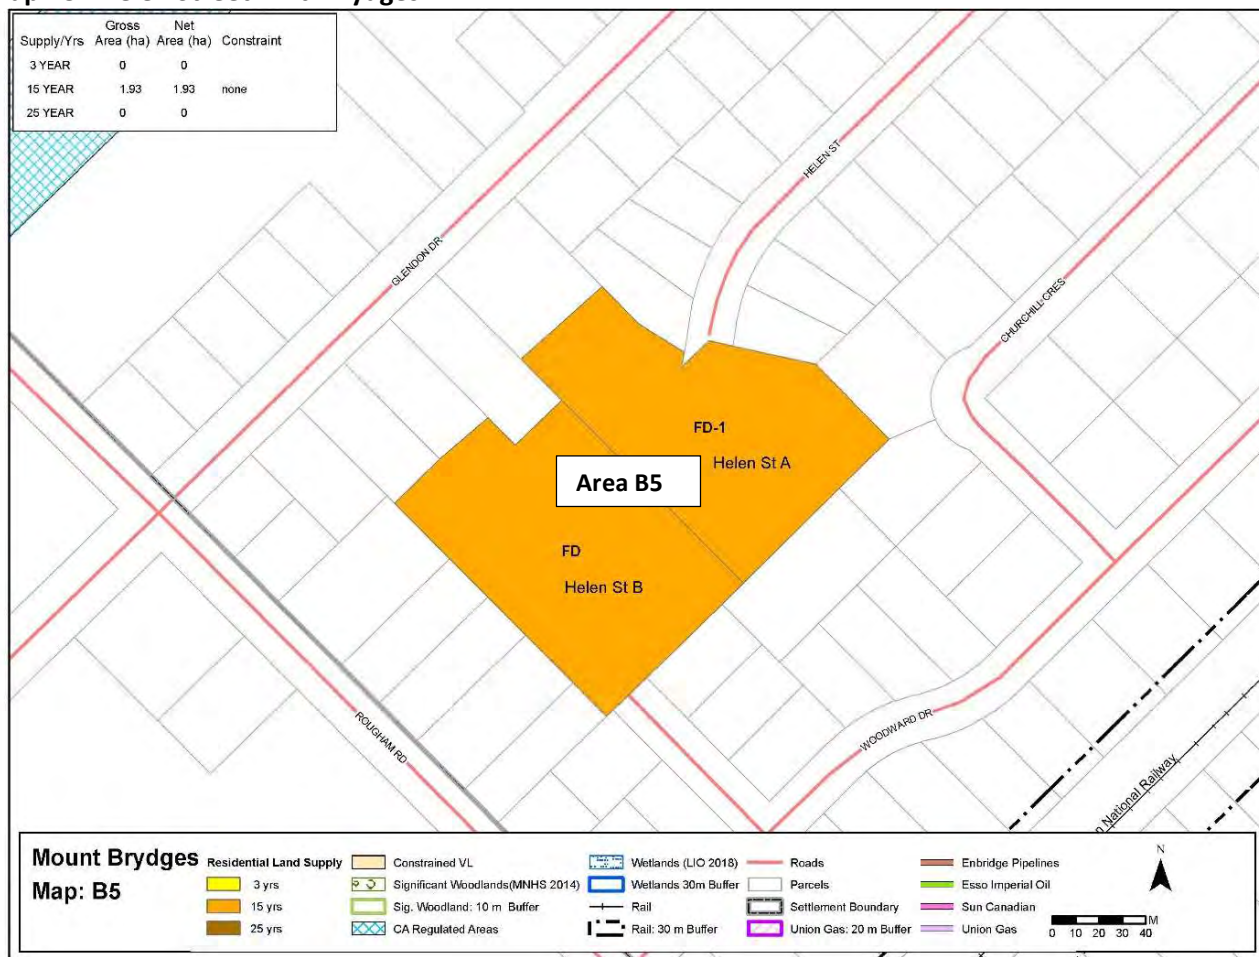 Supply/Yrs Gross Area (ha) Net Area (ha) Constraint
3 YEAR 0 0
15 YEAR 1.93 1.93 none
25 YEAR 0 0
HELEN ST
GLENDON DR
CHURCHILL CRES
FD-1
Helen St A
Area B5
FD
Helen St B
ROUGHAM RD
WOODWARD DR
National Railway
Mount Brydges
Map: B5
Residential Land Supply
3 yrs
15 yrs
25 yrs
Constrained VL
Significant Woodlands(MNHS 2014)
Sig. Woodland: 10 m Buffer
CA Regulated Areas
Wetlands (LIO 2018)
Wetlands 30m Buffer
Rail
Rail: 30 m Buffer
Roads
Parcels
Settlement Boundary
Union Gas: 20 m Buffer
Enbridge Pipelines
Esso Imperial Oil
Sun Canadian
Union Gas
N
M
0 10 20 30 40